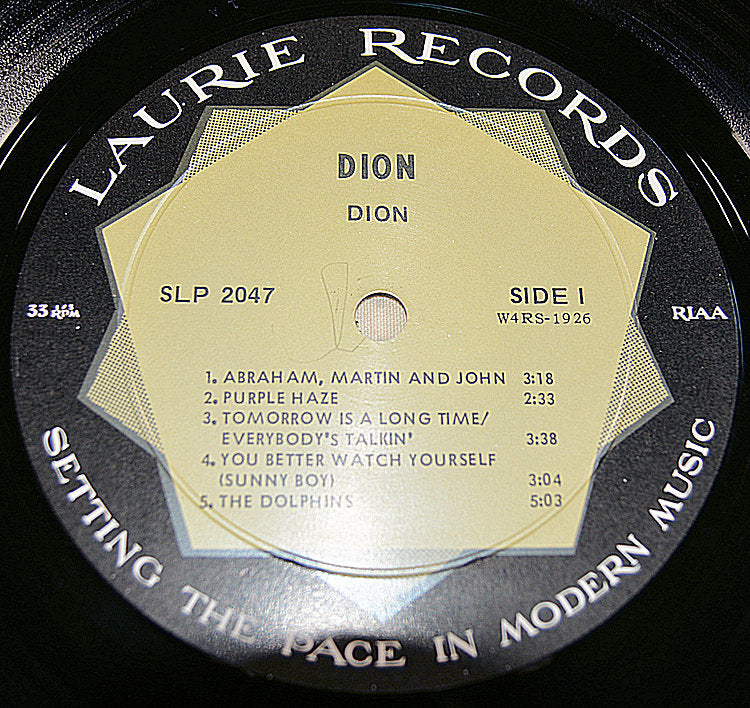 LAURIE RECORDS
DION
DION
SLP 2047
SIDE I
W4RS-1926
33 1/3 RPM
RIAA
1. ABRAHAM, MARTIN AND JOHN 3:18
2. PURPLE HAZE 2:33
3. TOMORROW IS A LONG TIME/
EVERYBODY'S TALKIN' 3:38
4. YOU BETTER WATCH YOURSELF
(SUNNY BOY) 3:04
5. THE DOLPHINS 5:03
SETTING THE PACE IN MODERN MUSIC